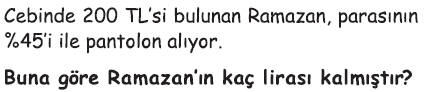 Cebinde 200 TL'si bulunan Ramazan, parasının
%45'i ile pantolon alıyor.
Buna göre Ramazan'ın kaç lirası kalmıştır?